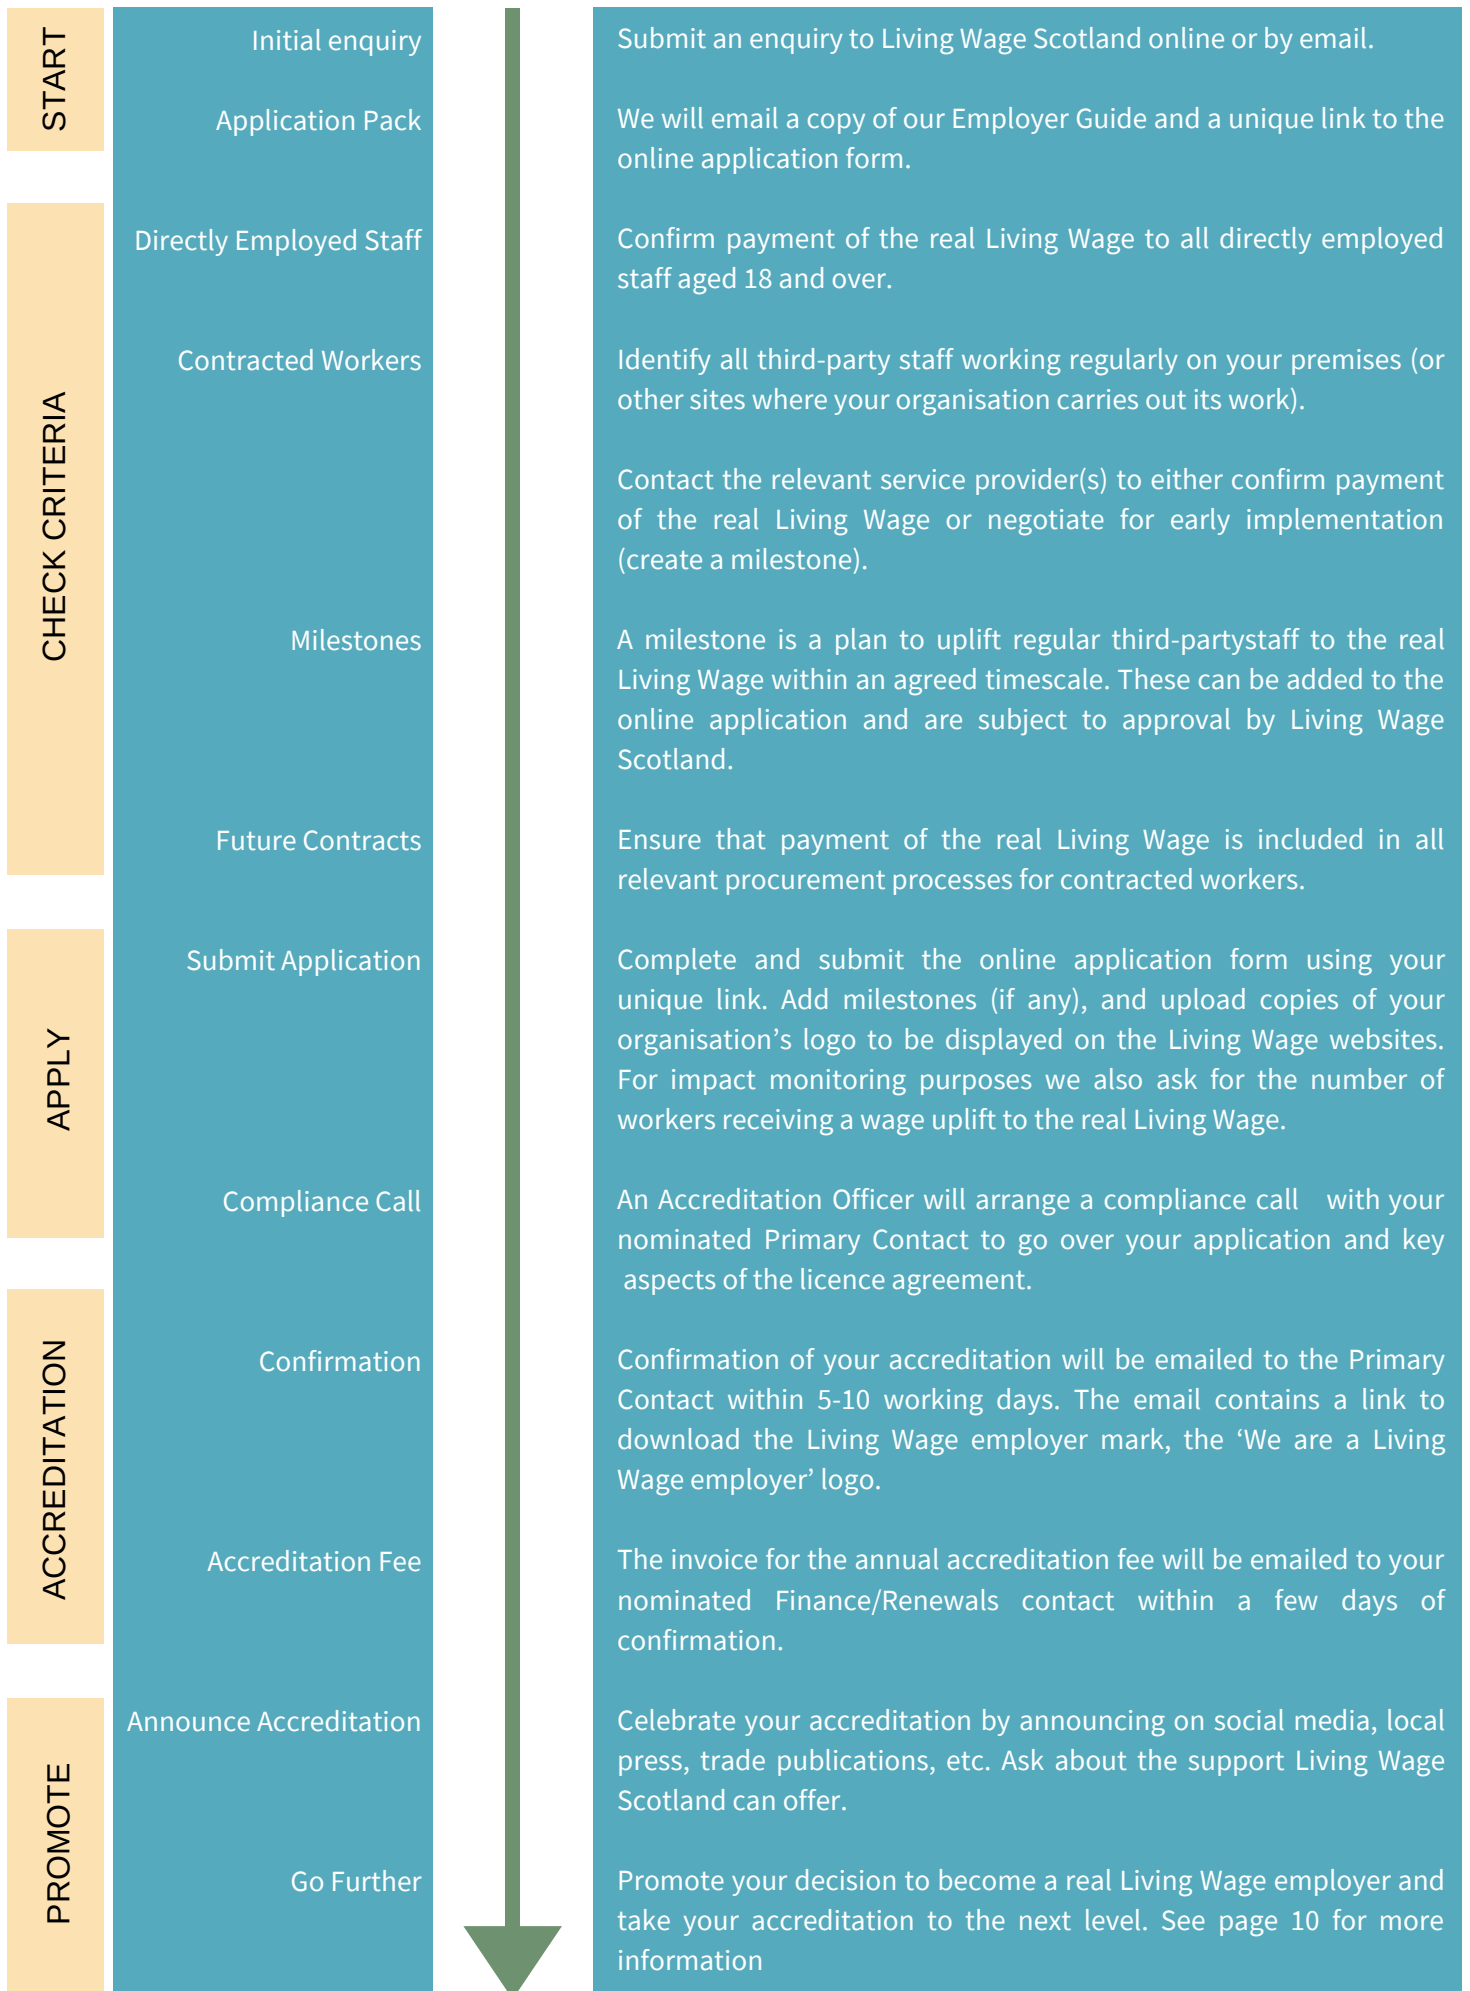 START
Initial enquiry
Submit an enquiry to Living Wage Scotland online or by email.
Application Pack
We will email a copy of our Employer Guide and a unique link to the
online application form.
CHECK CRITERIA
Directly Employed Staff
Confirm payment of the real Living Wage to all directly employed
staff aged 18 and over.
Contracted Workers
Identify all third-party staff working regularly on your premises (or
other sites where your organisation carries out its work).
Contact the relevant service provider(s) to either confirm payment
of the real Living Wage or negotiate for early implementation
(create a milestone).
Milestones
A milestone is a plan to uplift regular third-partystaff to the real
Living Wage within an agreed timescale. These can be added to the
online application and are subject to approval by Living Wage
Scotland.
Future Contracts
Ensure that payment of the real Living Wage is included in all
relevant procurement processes for contracted workers.
APPLY
Submit Application
Complete and submit the online application form using your
unique link. Add milestones (if any), and upload copies of your
organisation’s logo to be displayed on the Living Wage websites.
For impact monitoring purposes we also ask for the number of
workers receiving a wage uplift to the real Living Wage.
Compliance Call
An Accreditation Officer will arrange a compliance call with your
nominated Primary Contact to go over your application and key
aspects of the licence agreement.
ACCREDITATION
Confirmation
Confirmation of your accreditation will be emailed to the Primary
Contact within 5-10 working days. The email contains a link to
download the Living Wage employer mark, the ‘We are a Living
Wage employer’ logo.
Accreditation Fee
The invoice for the annual accreditation fee will be emailed to your
nominated Finance/Renewals contact within a few days of
confirmation.
PROMOTE
Announce Accreditation
Celebrate your accreditation by announcing on social media, local
press, trade publications, etc. Ask about the support Living Wage
Scotland can offer.
Go Further
Promote your decision to become a real Living Wage employer and
take your accreditation to the next level. See page 10 for more
information